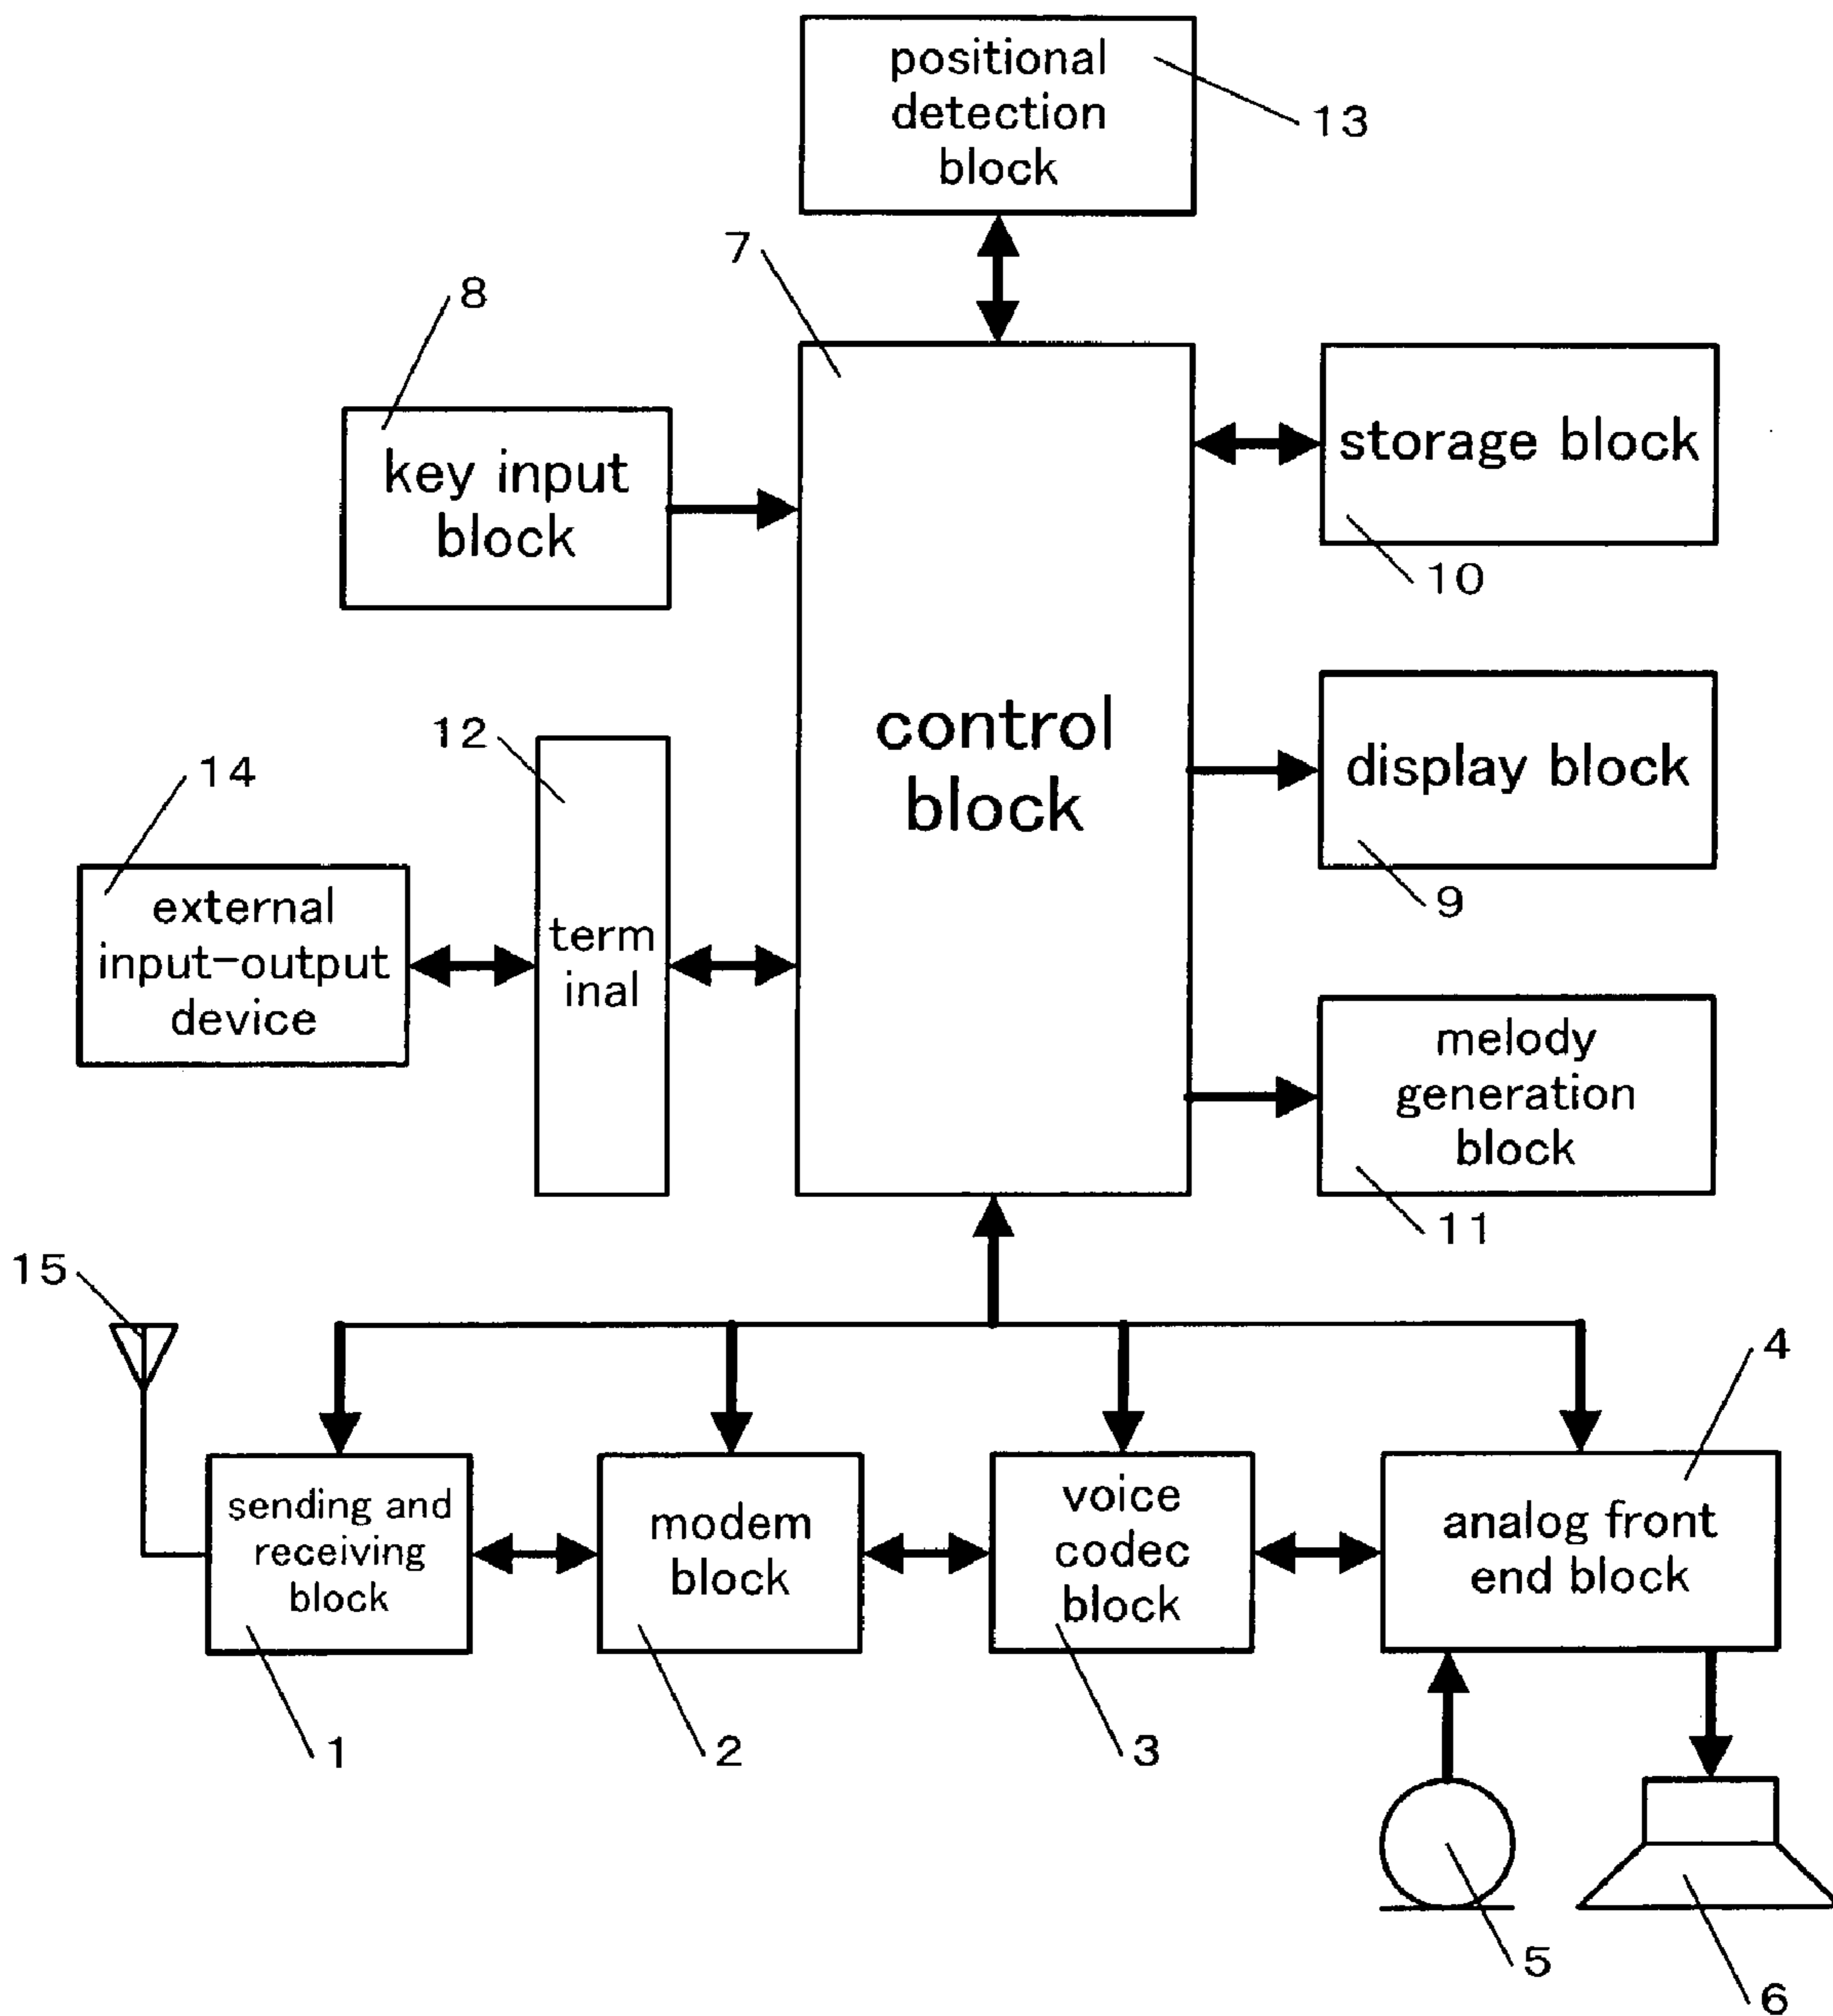 positional
detection
block
13
7
8
key input
block
storage block
10
control
block
12
14
external
input-output
device
term
inal
display block
9
melody
generation
block
11
15
4
sending and
receiving
block
modem
block
voice
codec
block
analog front
end block
1
2
3
5
6